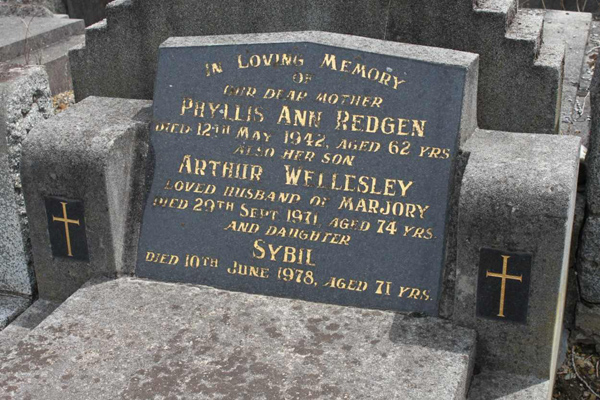 IN LOVING MEMORY
OF
OUR DEAR MOTHER
PHYLLIS ANN REDGEN
DIED 12TH MAY 1942, AGED 62 YRS
ALSO HER SON
ARTHUR WELLESLEY
LOVED HUSBAND OF MARJORY
DIED 29TH SEPT 1971, AGED 74 YRS.
AND DAUGHTER
SYBIL
DIED 10TH JUNE 1978, AGED 71 YRS.